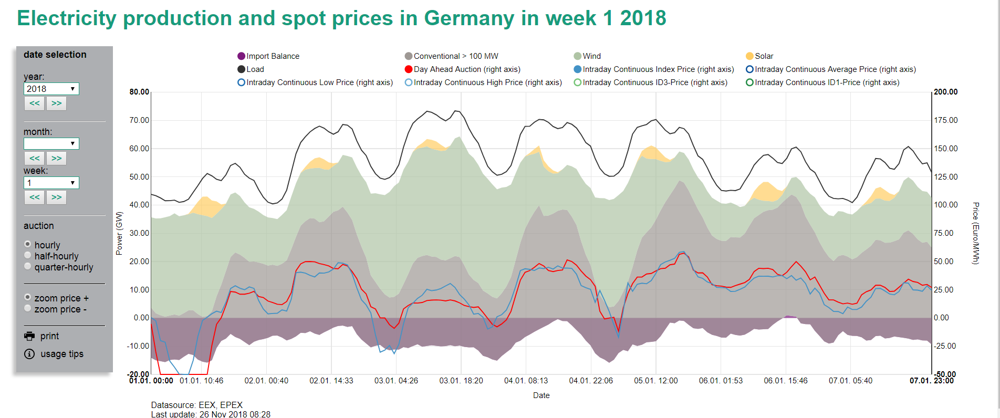 Electricity production and spot prices in Germany in week 1 2018
date selection
year:
2018
<< >>
month:
<< >>
week:
1
<< >>
auction
hourly
half-hourly
quarter-hourly
zoom price +
zoom price -
print
usage tips
Import Balance Conventional > 100 MW Wind Solar
Load Day Ahead Auction (right axis) Intraday Continuous Index Price (right axis) Intraday Continuous Average Price (right axis)
Intraday Continuous Low Price (right axis) Intraday Continuous High Price (right axis) Intraday Continuous ID3-Price (right axis) Intraday Continuous ID1-Price (right axis)
80.00 200.00
70.00 175.00
60.00 150.00
50.00 125.00
40.00 100.00
30.00 75.00
20.00 50.00
10.00 25.00
0.00 0.00
-10.00 -25.00
-20.00 -50.00
Power (GW)
Price (Euro/MWh)
01.01. 00:00 01.01. 10:46 02.01. 00:40 02.01. 14:33 03.01. 04:26 03.01. 18:20 04.01. 08:13 04.01. 22:06 05.01. 12:00 06.01. 01:53 06.01. 15:46 07.01. 05:40 07.01. 23:00
Date
Datasource: EEX, EPEX
Last update: 26 Nov 2018 08:28